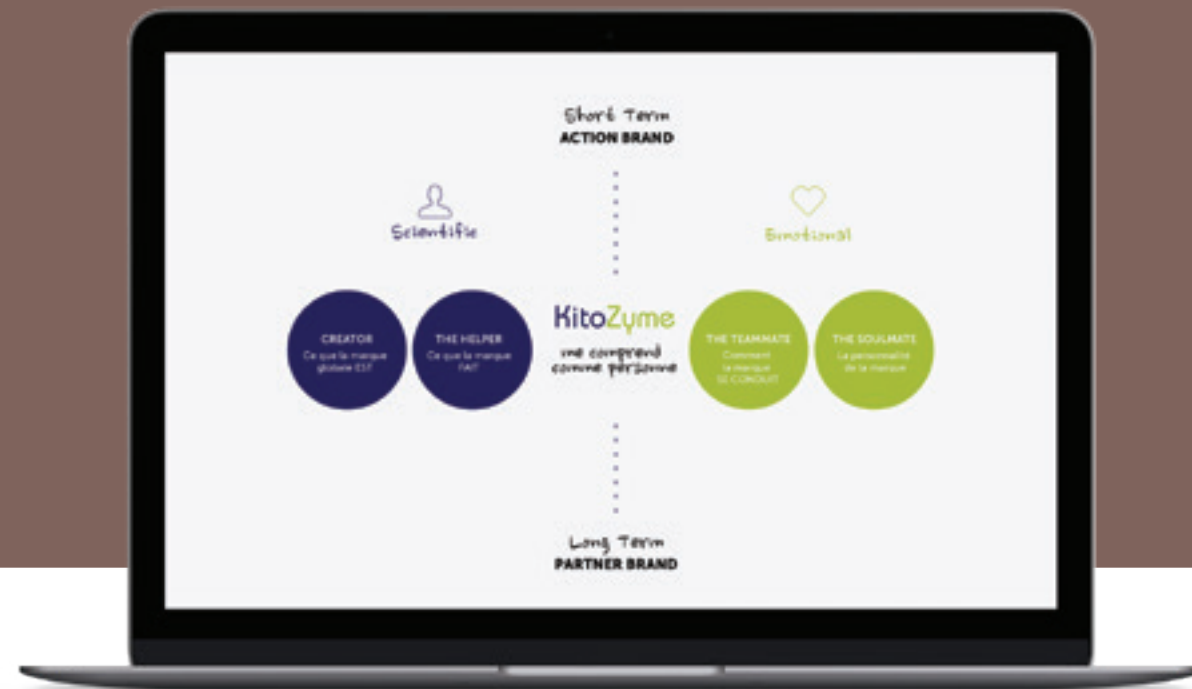 Short Term
ACTION BRAND
Scientific
Emotional
CREATOR
Ce que la marque
globale EST
THE HELPER
Ce que la marque
FAIT
KitoZyme
me comprend
comme personne
THE TEAMMATE
Comment
la marque
SE CONDUIT
THE SOULMATE
La personnalité
de la marque
Long Term
PARTNER BRAND